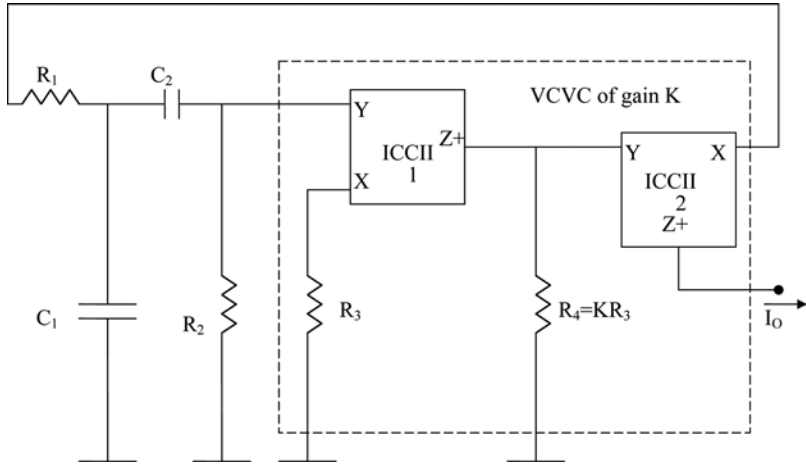 R1
C2
VCVC of gain K
Y
Z+
ICCII
1
X
Y
X
ICCII
2
Z+
C1
R2
R3
R4=KR3
IO